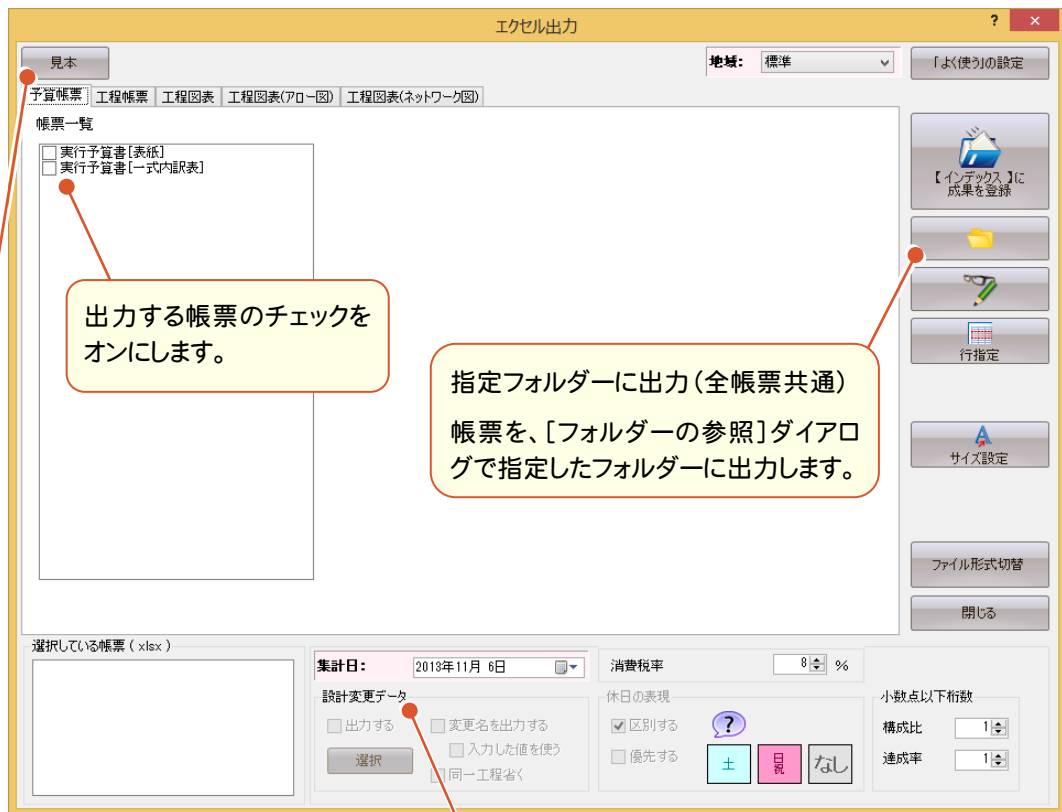 エクセル出力
? ×
見本
地域: 標準
「よく使う」の設定
予算帳票 工程帳票 工程図表 工程図表(アロー図) 工程図表(ネットワーク図)
帳票一覧
実行予算書[表紙]
実行予算書[一式内訳表]
【インデックス】に
成果を登録
行指定
サイズ設定
ファイル形式切替
閉じる
出力する帳票のチェックを
オンにします。
指定フォルダーに出力(全帳票共通)
帳票を、[フォルダーの参照]ダイアロ
グで指定したフォルダーに出力します。
選択している帳票 ( xlsx )
集計日: 2013年11月 6日
消費税率 8 %
設計変更データ
出力する 変更名を出力する
入力した値を使う
選択
同一工程省く
休日の表現
区別する ?
優先する
土 日祝 なし
小数点以下桁数
構成比 1
達成率 1